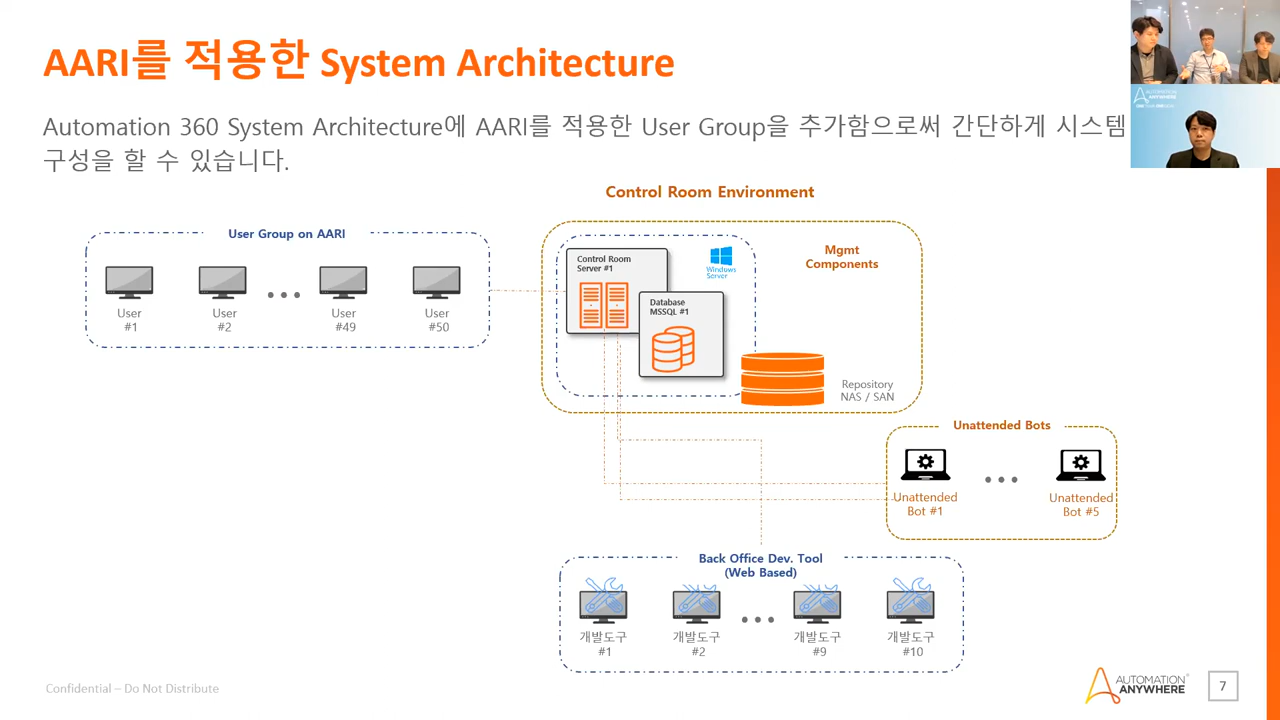 AARI를 적용한 System Architecture
Automation 360 System Architecture에 AARI를 적용한 User Group을 추가함으로써 간단하게 시스템
구성을 할 수 있습니다.
Control Room Environment
User Group on AARI
User
#1
User
#2
User
#49
User
#50
Control Room
Server #1
Windows
Server
Database
MSSQL #1
Mgmt
Components
Repository
NAS / SAN
Unattended Bots
Unattended
Bot #1
Unattended
Bot #5
Back Office Dev. Tool
(Web Based)
개발도구
#1
개발도구
#2
개발도구
#9
개발도구
#10
Confidential – Do Not Distribute
AUTOMATION
ANYWHERE
7
AUTOMATION
ANYWHERE